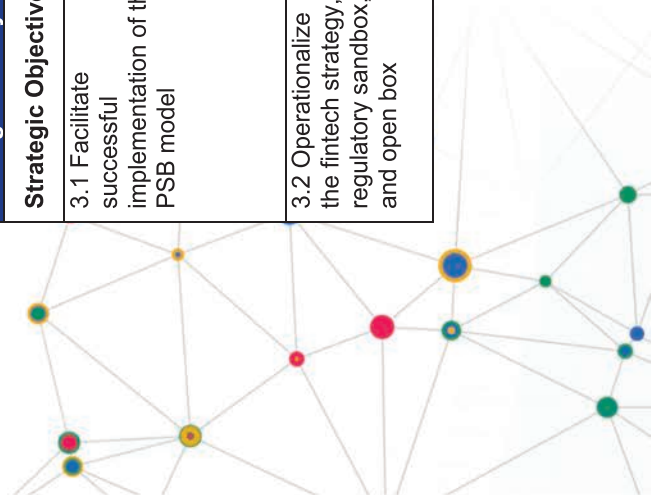 Strategic Objective
3.1 Facilitate
successful
implementation of th
PSB model
3.2 Operationalize
the fintech strategy,
regulatory sandbox,
and open box